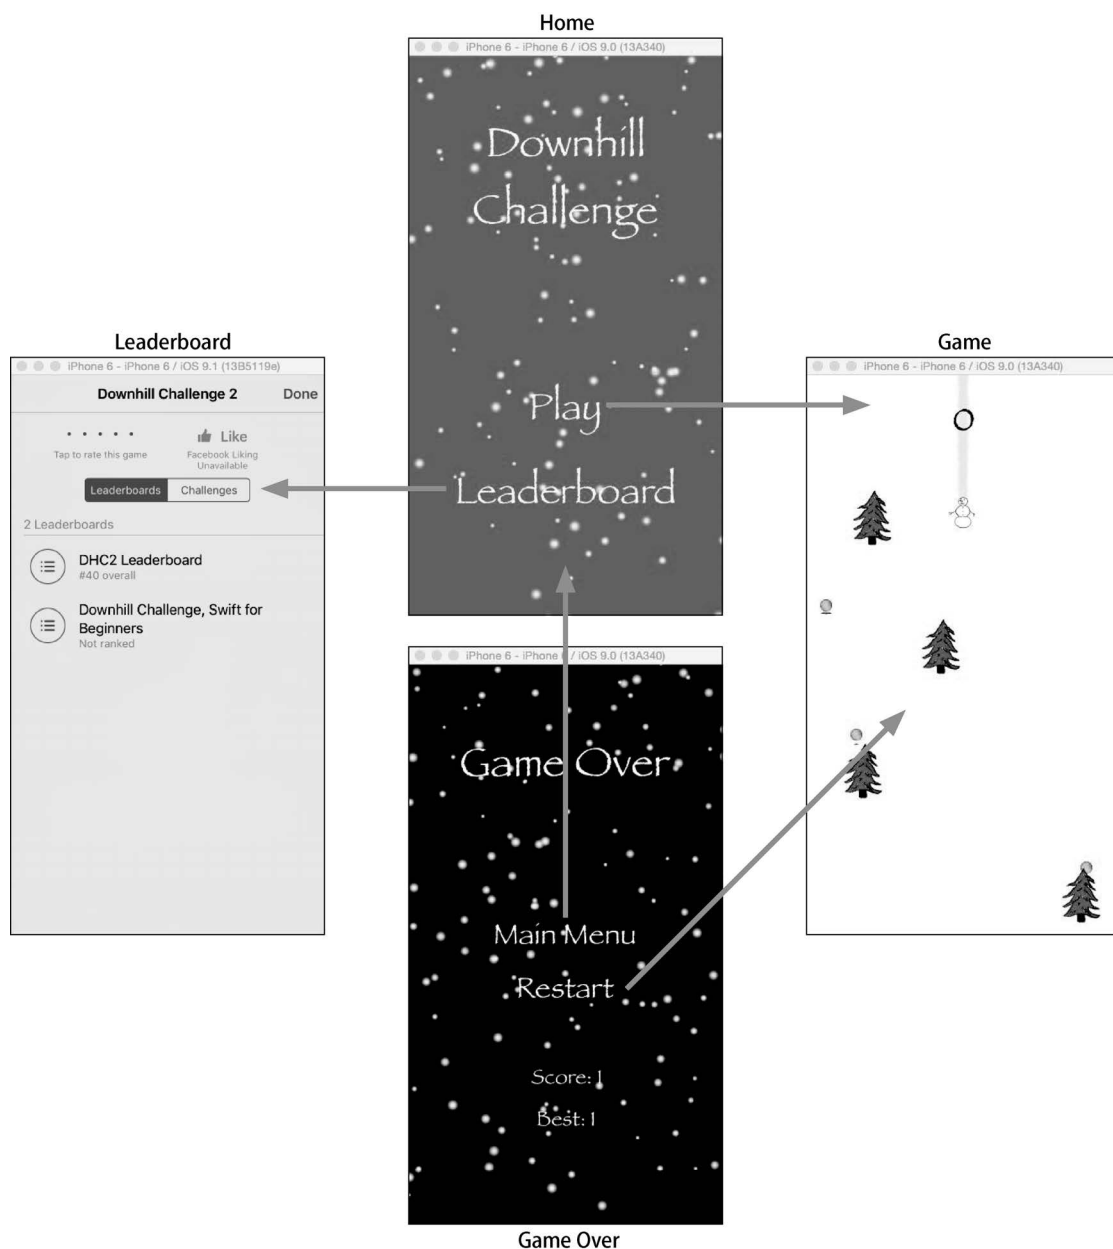 Home
iPhone 6 - iPhone 6 / iOS 9.0 (13A340)
Downhill
Challenge
Play
Leaderboard
Leaderboard
iPhone 6 - iPhone 6 / iOS 9.1 (13B5119e)
Downhill Challenge 2 Done
Tap to rate this game
Like
Facebook Liking
Unavailable
Leaderboards Challenges
2 Leaderboards
DHC2 Leaderboard
#40 overall
Downhill Challenge, Swift for
Beginners
Not ranked
Game
iPhone 6 - iPhone 6 / iOS 9.0 (13A340)
0
iPhone 6 - iPhone 6 / iOS 9.0 (13A340)
Game Over
Main Menu
Restart
Score: 1
Best: 1
Game Over